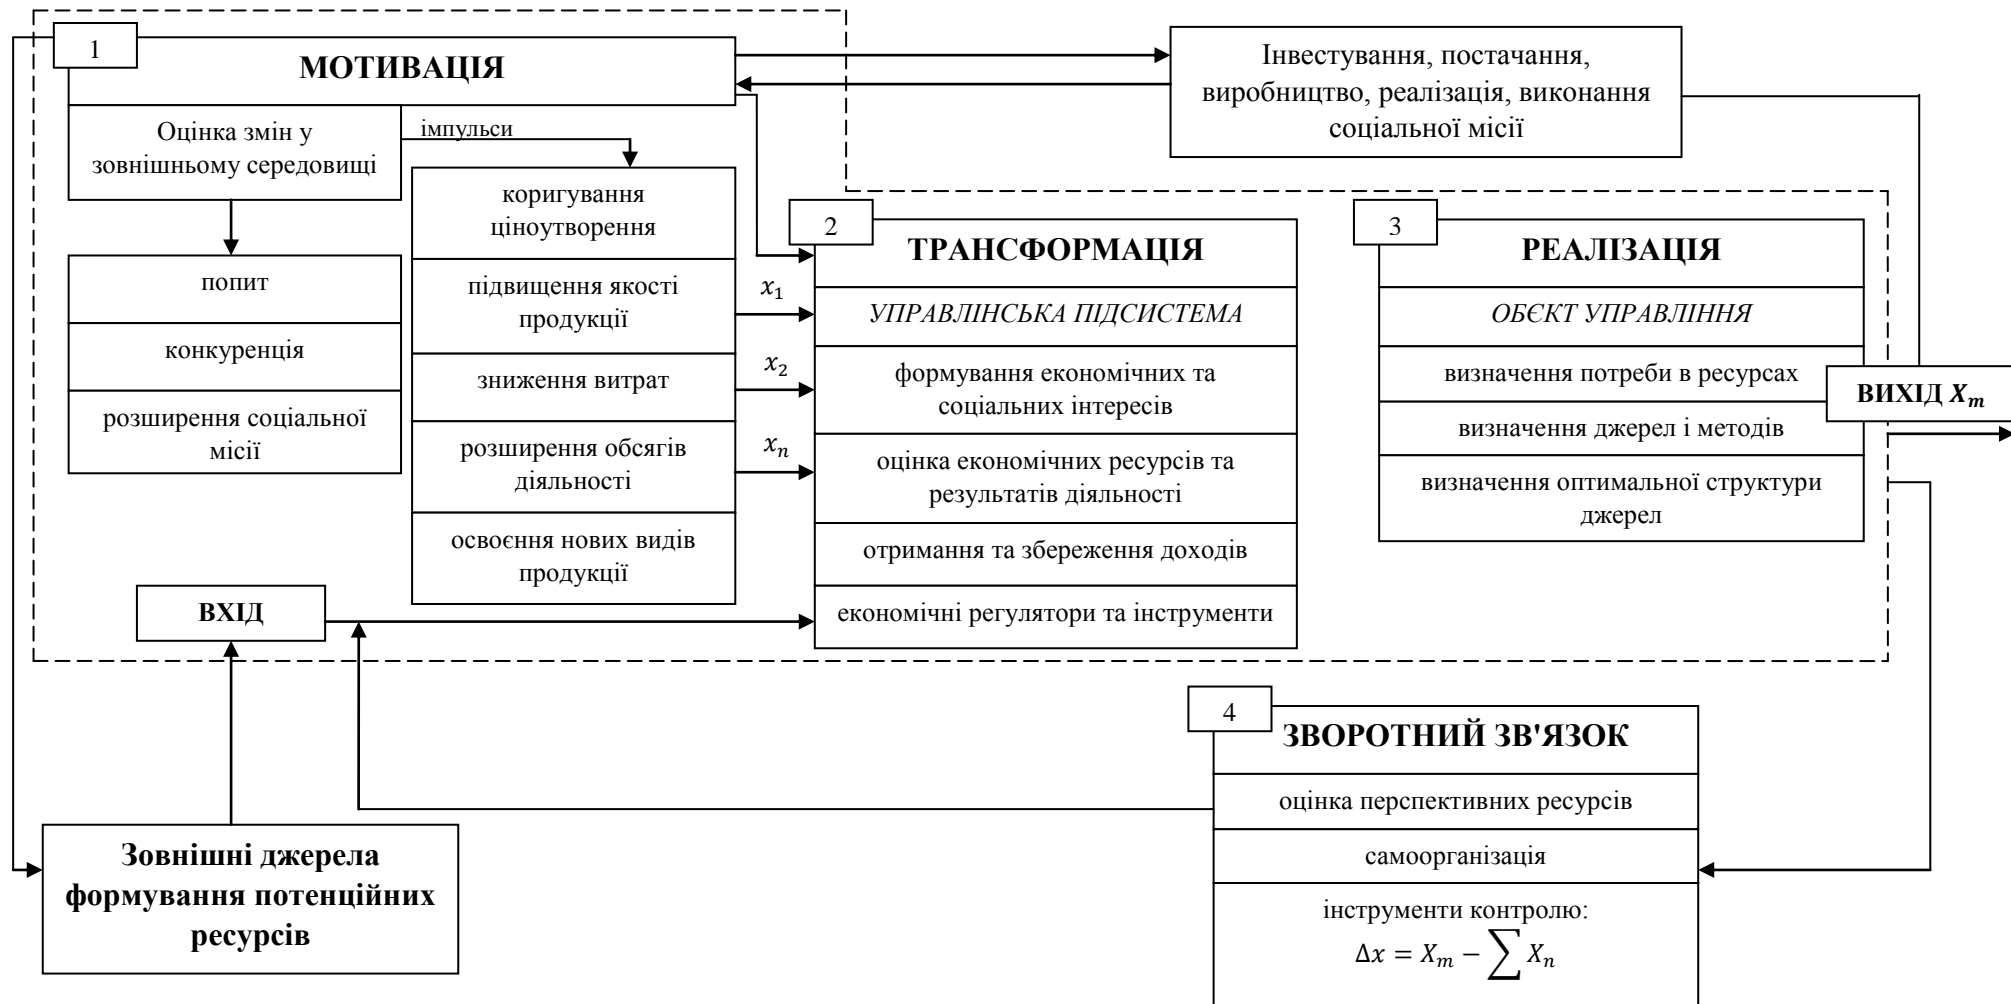 1
МОТИВАЦІЯ
Оцінка змін у
зовнішньому середовищі
імпульси
попит
конкуренція
розширення соціальної
місії
коригування
ціноутворення
підвищення якості
продукції
зниження витрат
розширення обсягів
діяльності
освоєння нових видів
продукції
x₁
x₂
xₙ
Інвестування, постачання,
виробництво, реалізація, виконання
соціальної місії
2
ТРАНСФОРМАЦІЯ
УПРАВЛІНСЬКА ПІДСИСТЕМА
формування економічних та
соціальних інтересів
оцінка економічних ресурсів та
результатів діяльності
отримання та збереження доходів
економічні регулятори та інструменти
3
РЕАЛІЗАЦІЯ
ОБЄКТ УПРАВЛІННЯ
визначення потреби в ресурсах
визначення джерел і методів
визначення оптимальної структури
джерел
ВИХІД Xₘ
ВХІД
Зовнішні джерела
формування потенційних
ресурсів
4
ЗВОРОТНИЙ ЗВ'ЯЗОК
оцінка перспективних ресурсів
самоорганізація
інструменти контролю:
Δx = Xₘ − ∑ Xₙ